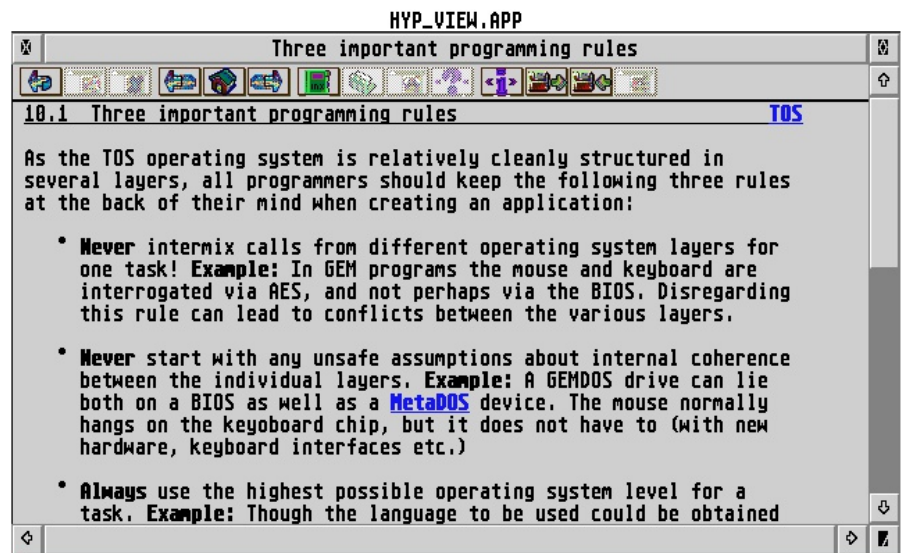 HYP_VIEW.APP
Three important programming rules
10.1 Three important programming rules TOS
As the TOS operating system is relatively cleanly structured in
several layers, all programmers should keep the following three rules
at the back of their mind when creating an application:
• Never intermix calls from different operating system layers for
one task! Example: In GEM programs the mouse and keyboard are
interrogated via AES, and not perhaps via the BIOS. Disregarding
this rule can lead to conflicts between the various layers.
• Never start with any unsafe assumptions about internal coherence
between the individual layers. Example: A GEMDOS drive can lie
both on a BIOS as well as a MetaDOS device. The mouse normally
hangs on the keyoboard chip, but it does not have to (with new
hardware, keyboard interfaces etc.)
• Always use the highest possible operating system level for a
task. Example: Though the language to be used could be obtained